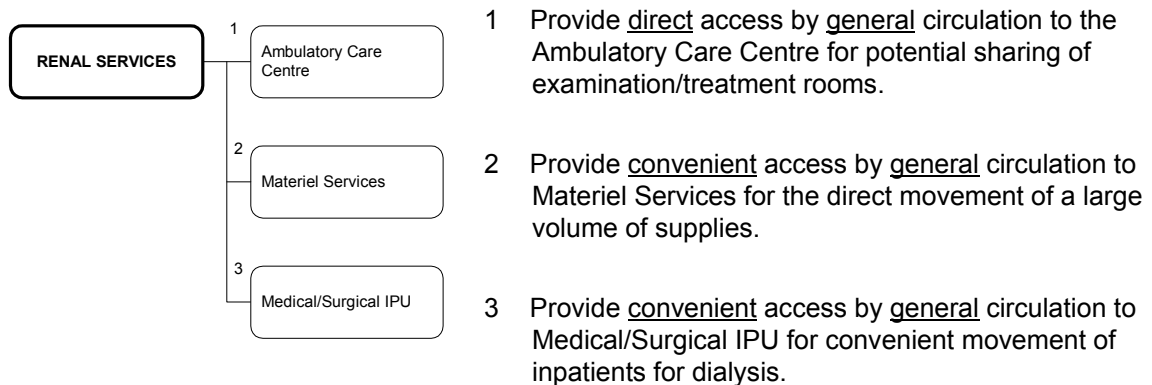 RENAL SERVICES
1
Ambulatory Care
Centre
2
Materiel Services
3
Medical/Surgical IPU
1 Provide direct access by general circulation to the
Ambulatory Care Centre for potential sharing of
examination/treatment rooms.
2 Provide convenient access by general circulation to
Materiel Services for the direct movement of a large
volume of supplies.
3 Provide convenient access by general circulation to
Medical/Surgical IPU for convenient movement of
inpatients for dialysis.